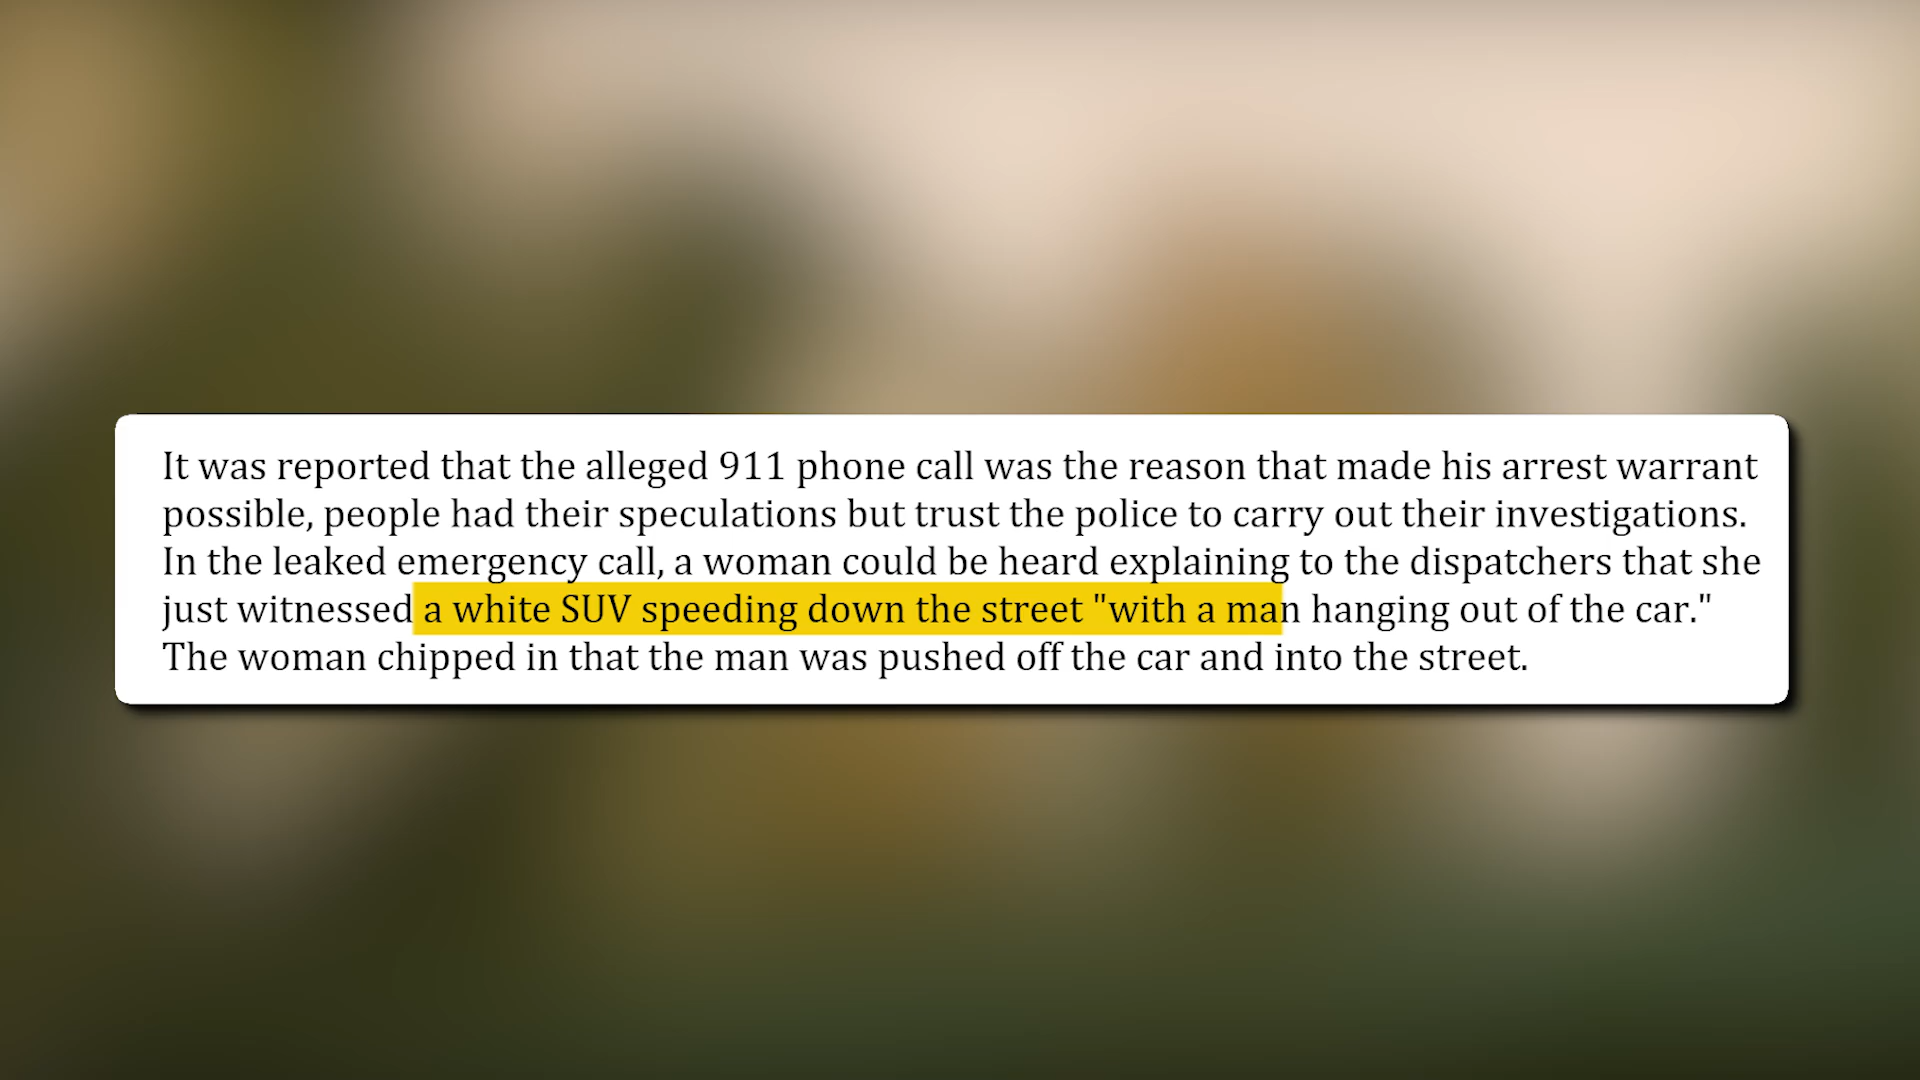 It was reported that the alleged 911 phone call was the reason that made his arrest warrant
possible, people had their speculations but trust the police to carry out their investigations.
In the leaked emergency call, a woman could be heard explaining to the dispatchers that she
just witnessed a white SUV speeding down the street "with a man hanging out of the car."
The woman chipped in that the man was pushed off the car and into the street.